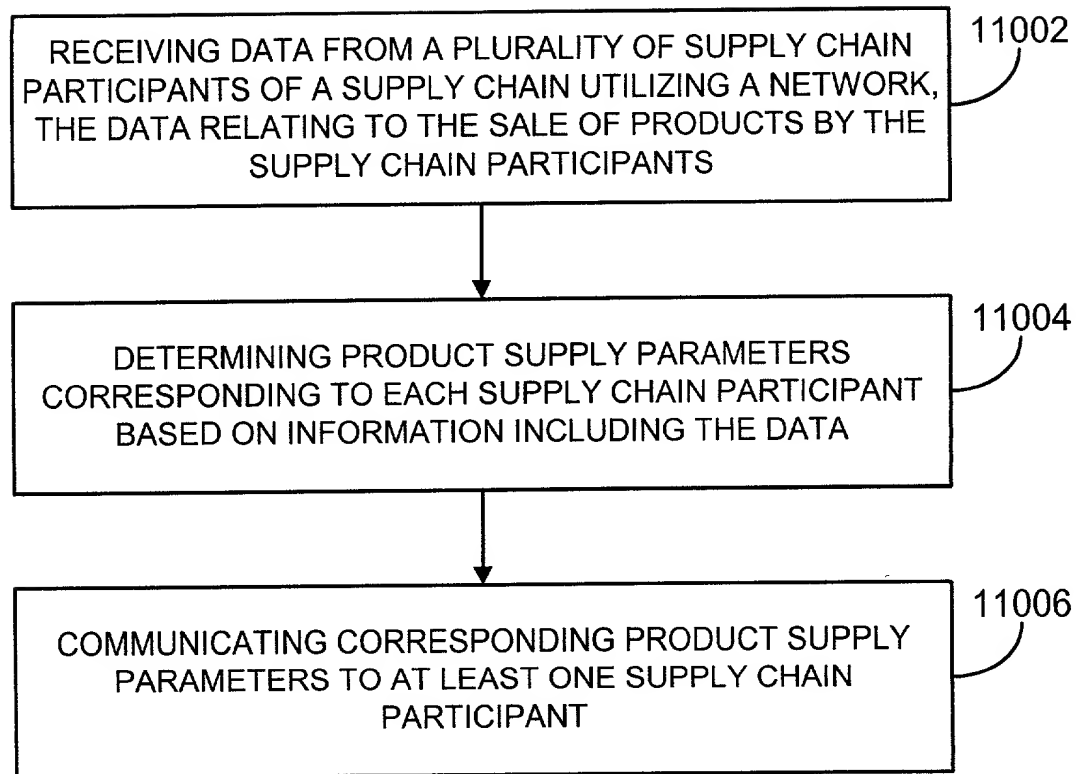 RECEIVING DATA FROM A PLURALITY OF SUPPLY CHAIN
PARTICIPANTS OF A SUPPLY CHAIN UTILIZING A NETWORK,
THE DATA RELATING TO THE SALE OF PRODUCTS BY THE
SUPPLY CHAIN PARTICIPANTS
11002
DETERMINING PRODUCT SUPPLY PARAMETERS
CORRESPONDING TO EACH SUPPLY CHAIN PARTICIPANT
BASED ON INFORMATION INCLUDING THE DATA
11004
COMMUNICATING CORRESPONDING PRODUCT SUPPLY
PARAMETERS TO AT LEAST ONE SUPPLY CHAIN
PARTICIPANT
11006